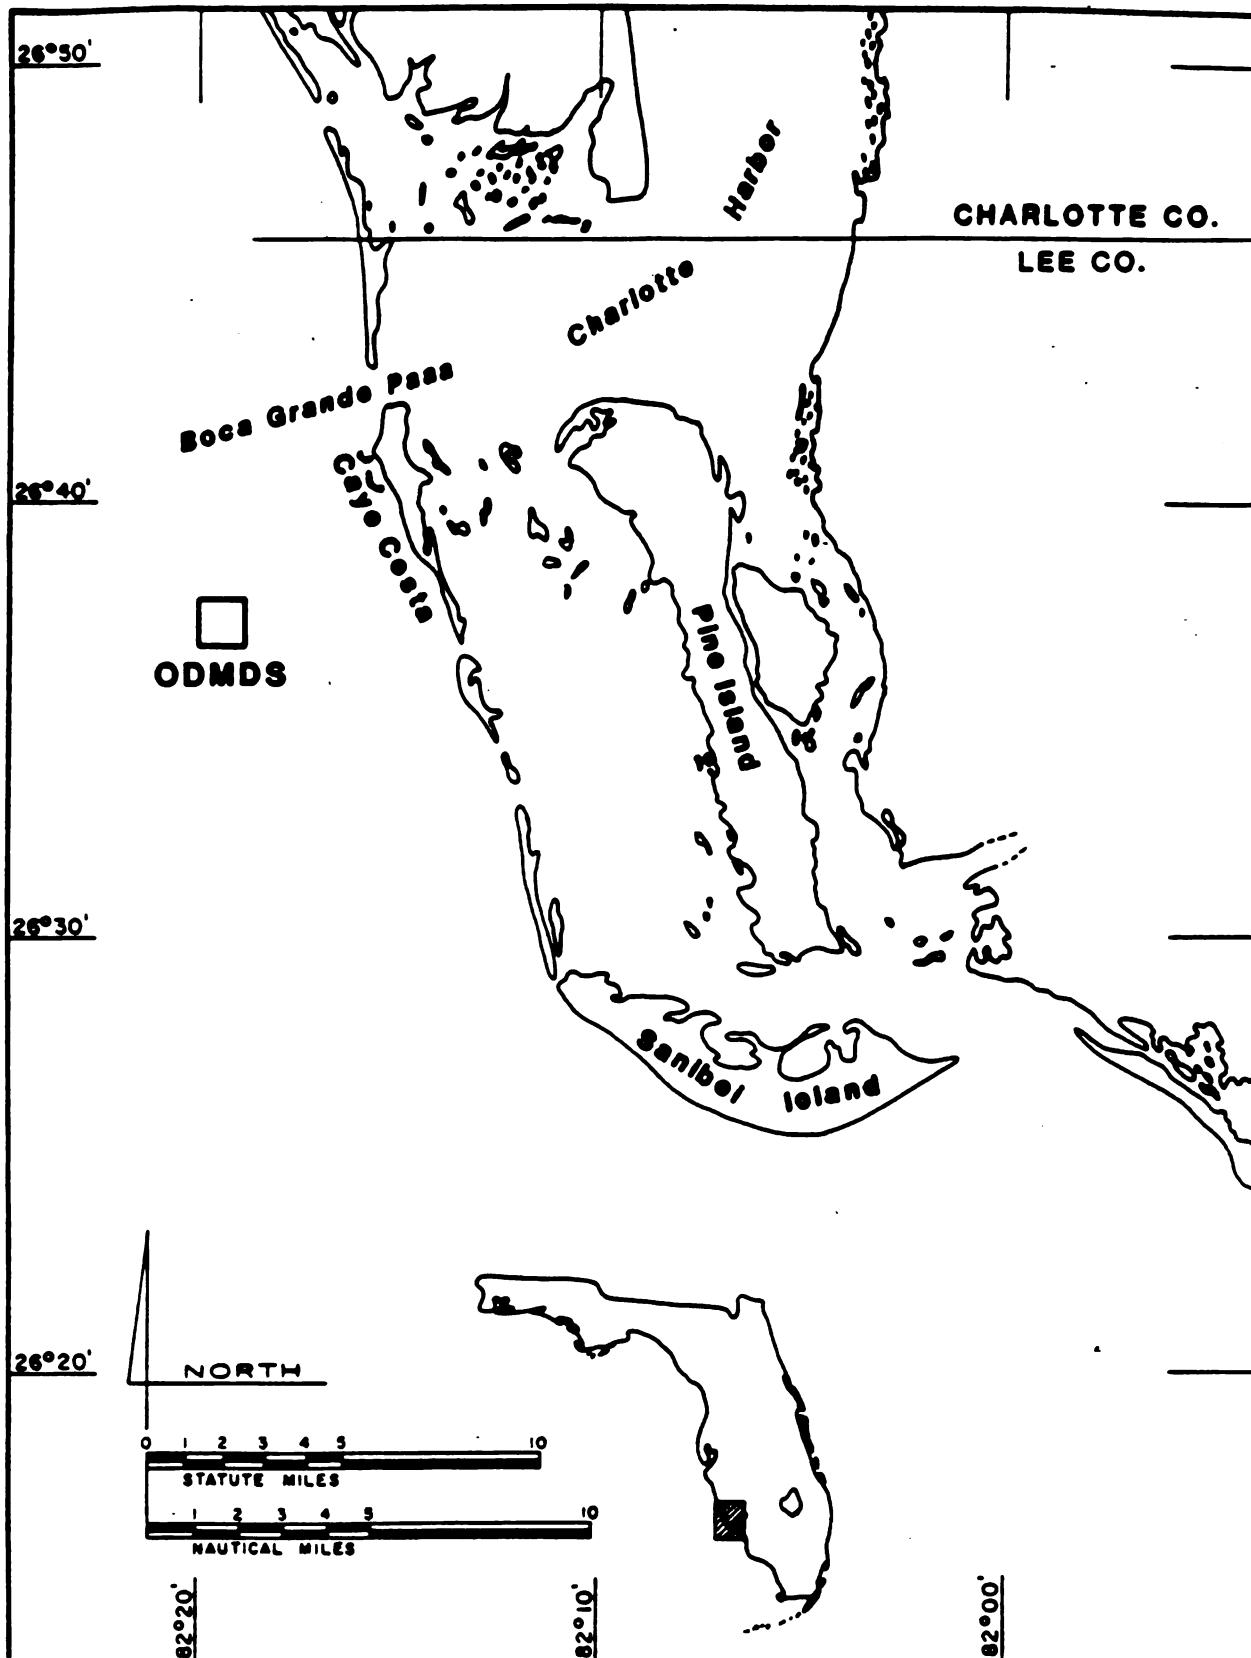 26°50'
Harbor
CHARLOTTE CO.
LEE CO.
Charlotte
Boca Grande Pass
Cayo Costa
26°40'
ODMDS
Pine Island
26°30'
Sanibel Island
26°20'
NORTH
0 1 2 3 4 5 10
STATUTE MILES
1 2 3 4 5 10
NAUTICAL MILES
82°20'
82°10'
82°00'